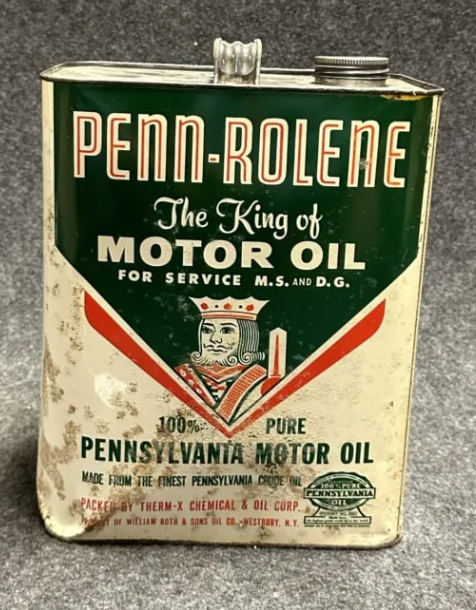 PENN-ROLENE
The King of
MOTOR OIL
FOR SERVICE M.S. AND D.G.
100% PURE
PENNSYLVANIA MOTOR OIL
MADE FROM THE FINEST PENNSYLVANIA CRUDE OIL
100% PURE
PENNSYLVANIA
OIL
PACKED BY THERM-X CHEMICAL & OIL CORP.
PRODUCT OF WILLIAM ROTH & SONS OIL CO., WESTBURY, N.Y.